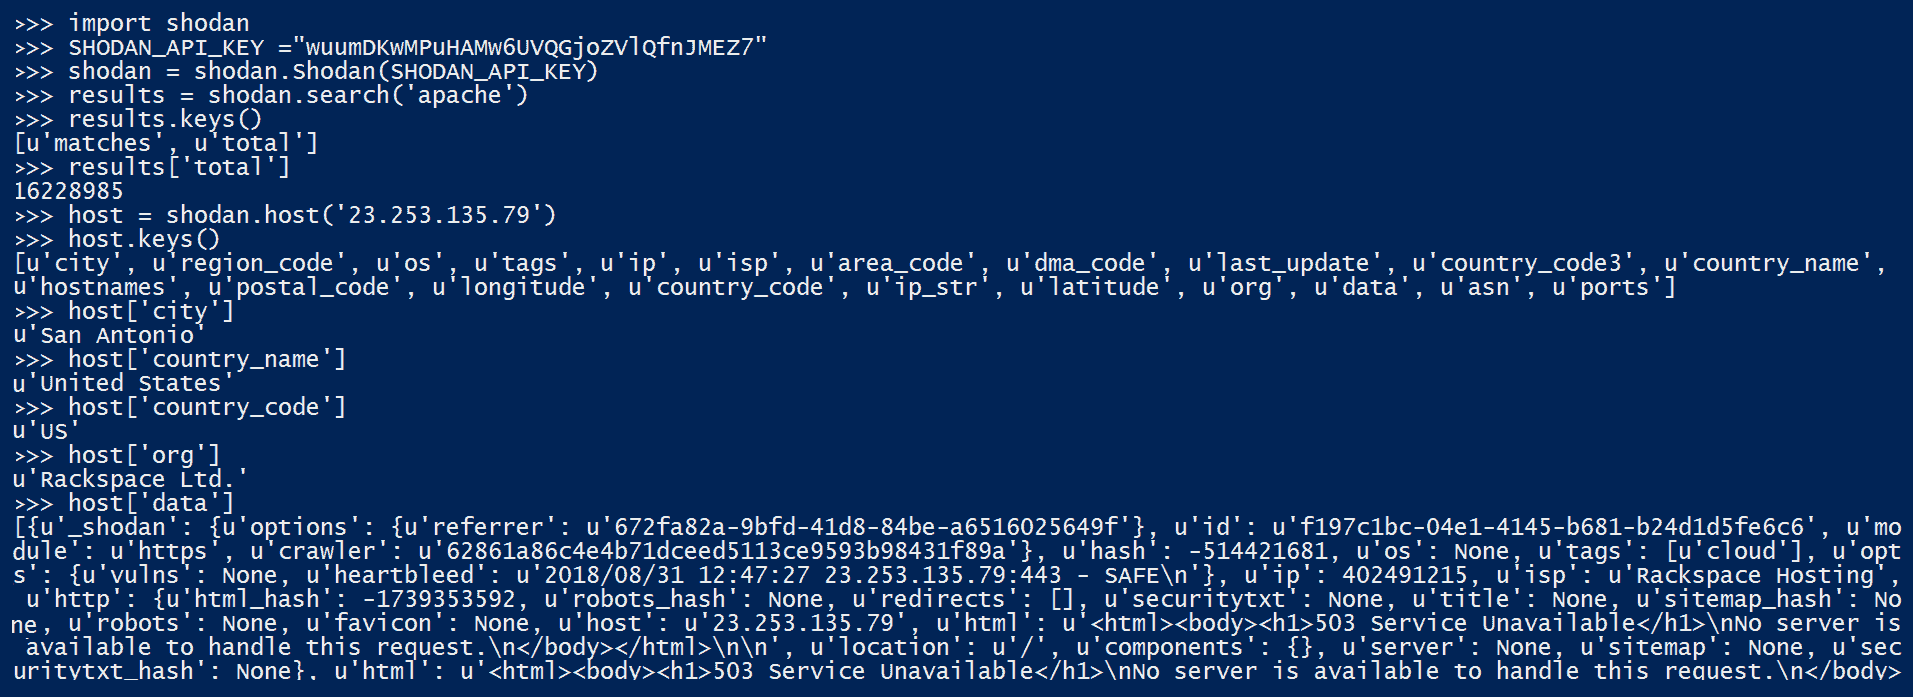 >>> import shodan
>>> SHODAN_API_KEY ="wuumDKwMPuHAMw6UVQGjoZVlQfnJMEZ7"
>>> shodan = shodan.Shodan(SHODAN_API_KEY)
>>> results = shodan.search('apache')
>>> results.keys()
[u'matches', u'total']
>>> results['total']
16228985
>>> host = shodan.host('23.253.135.79')
>>> host.keys()
[u'city', u'region_code', u'os', u'tags', u'ip', u'isp', u'area_code', u'dma_code', u'last_update', u'country_code3', u'country_name',
u'hostnames', u'postal_code', u'longitude', u'country_code', u'ip_str', u'latitude', u'org', u'data', u'asn', u'ports']
>>> host['city']
u'San Antonio'
>>> host['country_name']
u'United States'
>>> host['country_code']
u'US'
>>> host['org']
u'Rackspace Ltd.'
>>> host['data']
[{u'_shodan': {u'options': {u'referrer': u'672fa82a-9bfd-41d8-84be-a6516025649f'}, u'id': u'f197c1bc-04e1-4145-b681-b24d1d5fe6c6', u'mo
dule': u'https', u'crawler': u'62861a86c4e4b71dceed5113ce9593b98431f89a'}, u'hash': -514421681, u'os': None, u'tags': [u'cloud'], u'opt
s': {u'vulns': None, u'heartbleed': u'2018/08/31 12:47:27 23.253.135.79:443 - SAFE\n'}, u'ip': 402491215, u'isp': u'Rackspace Hosting',
u'http': {u'html_hash': -1739353592, u'robots_hash': None, u'redirects': [], u'securitytxt': None, u'title': None, u'sitemap_hash': No
ne, u'robots': None, u'favicon': None, u'host': u'23.253.135.79', u'html': u'<html><body><h1>503 Service Unavailable</h1>\nNo server is
available to handle this request.\n</body></html>\n\n', u'location': u'/', u'components': {}, u'server': None, u'sitemap': None, u'sec
uritytxt_hash': None}, u'html': u'<html><body><h1>503 Service Unavailable</h1>\nNo server is available to handle this request.\n</body>